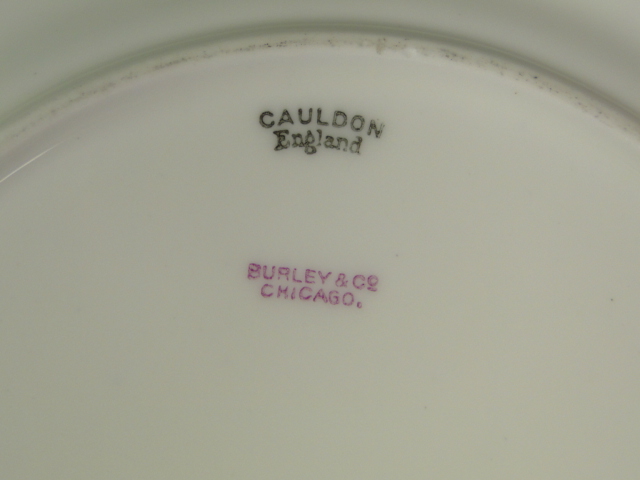 CAULDON
England
BURLEY & Co
CHICAGO.